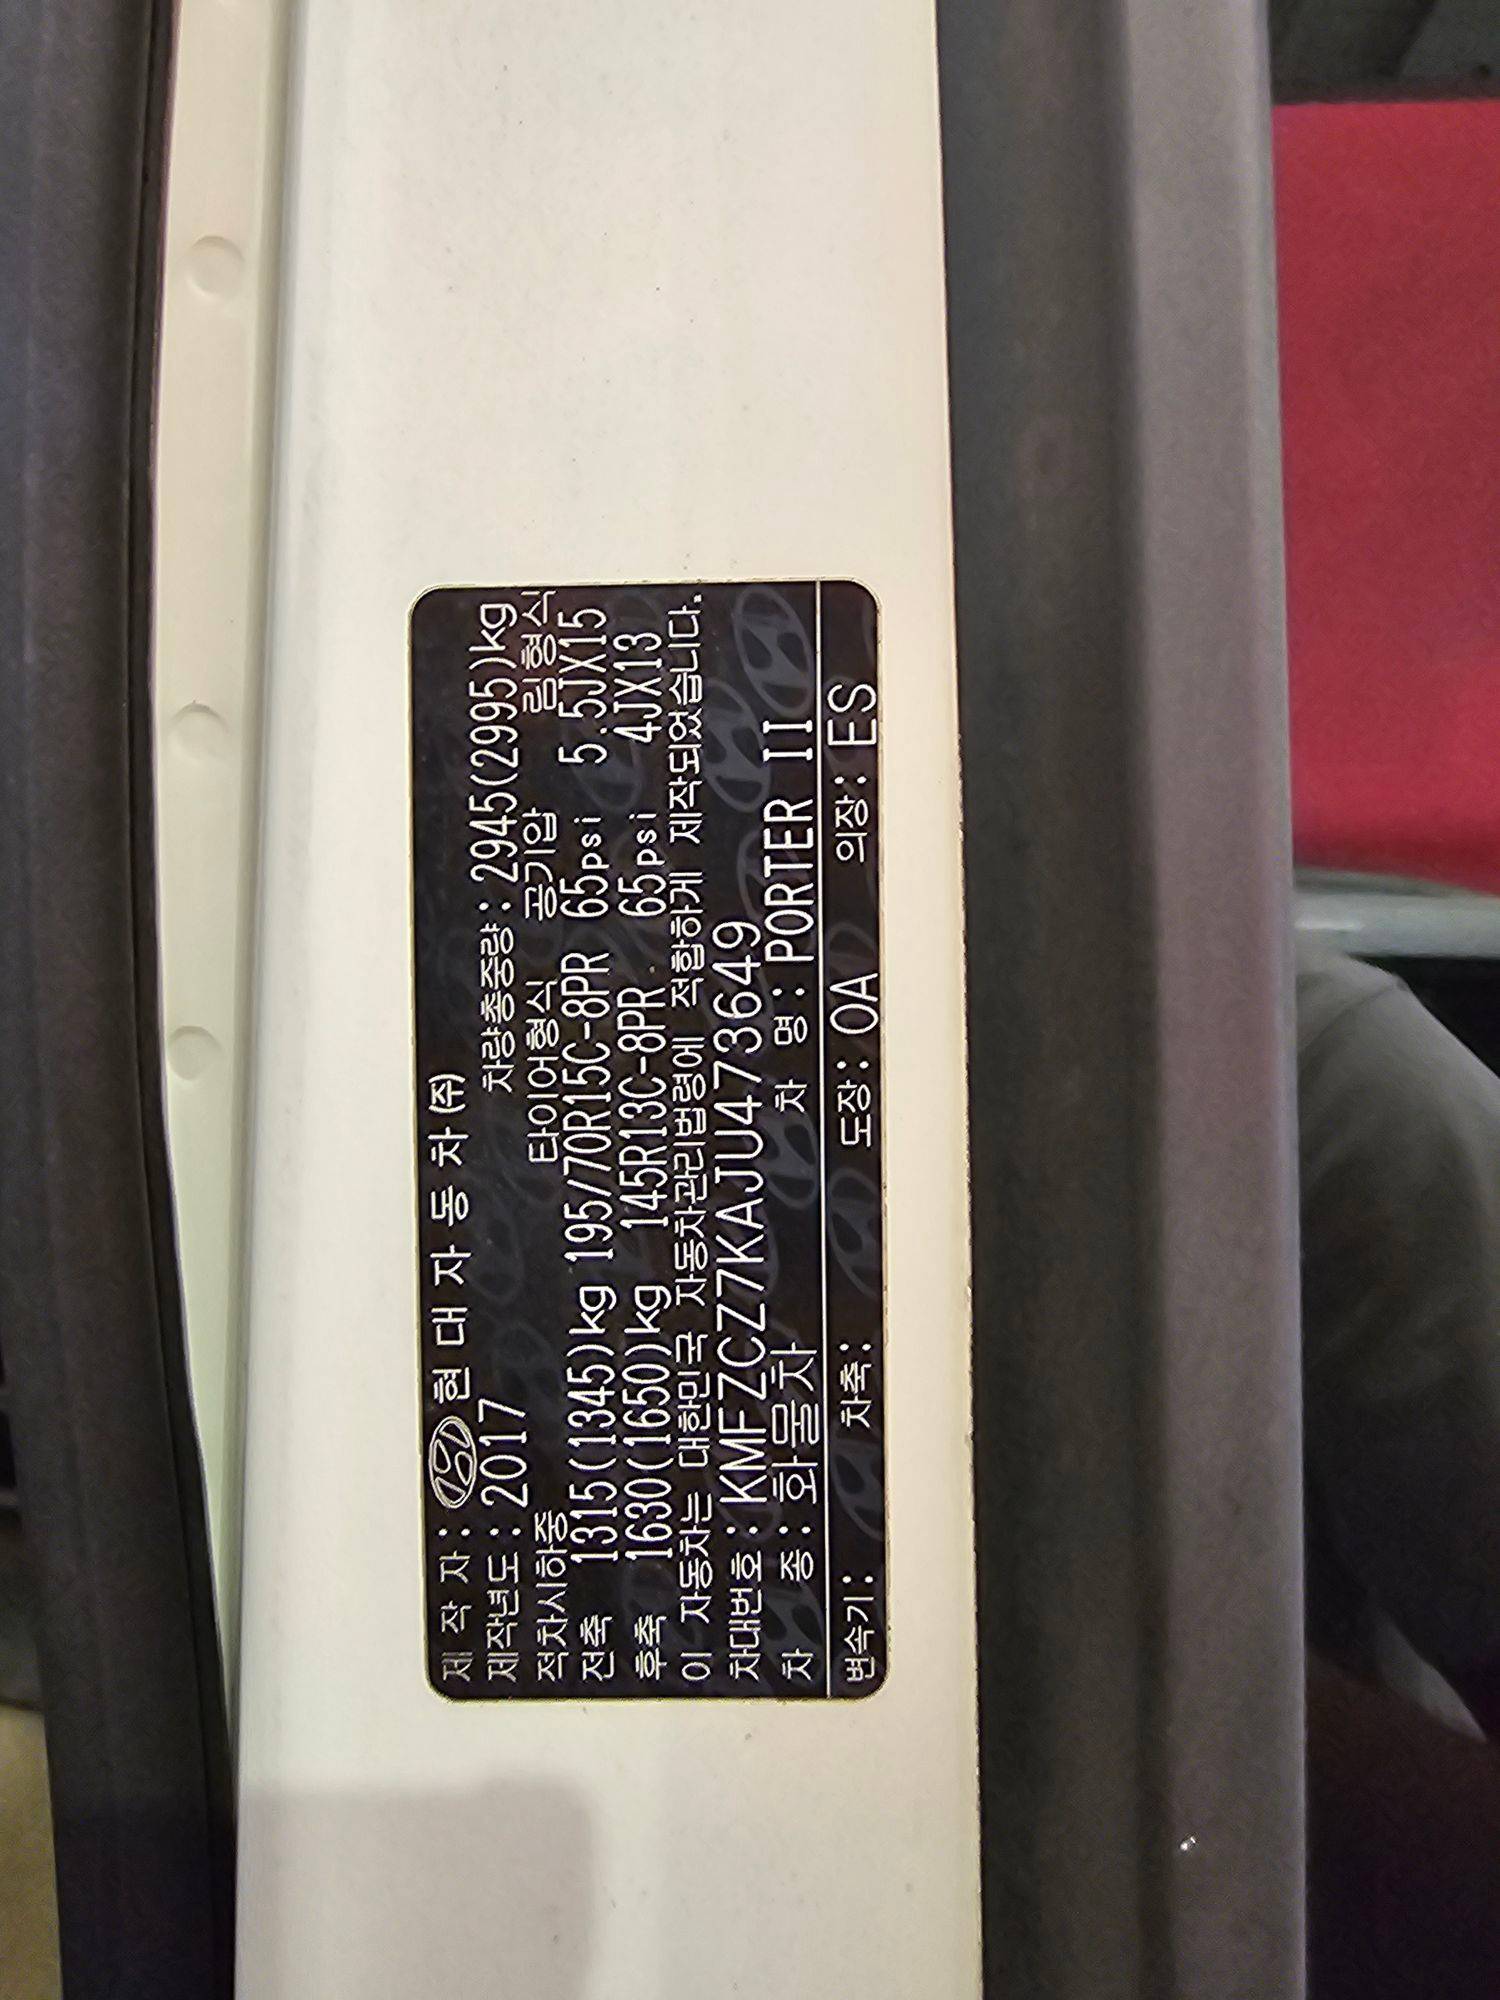 제 작 자 : 현 대 자 동 차 (주)
제작년도 : 2017 차량총중량 : 2945(2995)kg
적차시하중 타이어형식 공기압 림형식
전축 1315(1345)kg 195/70R15C-8PR 65psi 5.5JX15
후축 1630(1650)kg 145R13C-8PR 65psi 4JX13
이 자동차는 대한민국 자동차관리법령에 적합하게 제작되었습니다.
차대번호 : KMFZCZ7KAJU473649
차 종 : 화물차 차 명 : PORTER II
변속기 : 차축 : 도장 : OA 의장 : ES